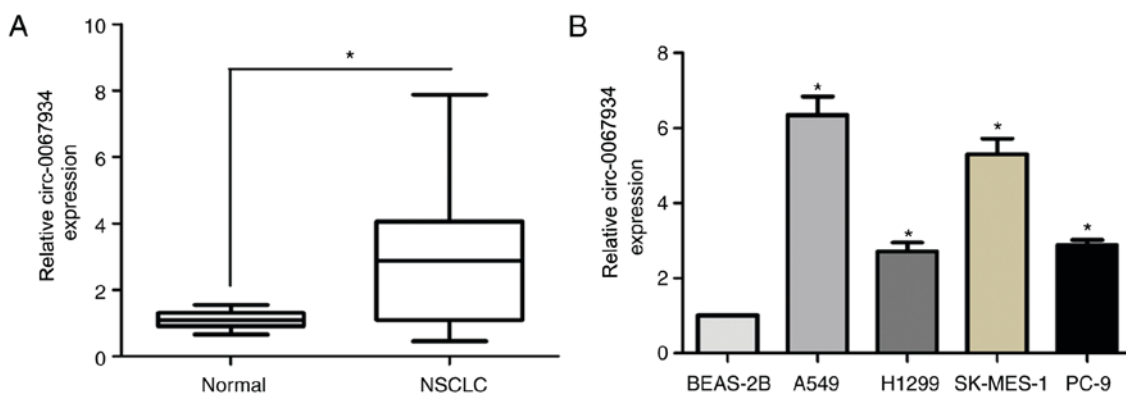 A
Relative circ-0067934
expression
10
8
6
4
2
0
*
Normal
NSCLC
B
Relative circ-0067934
expression
8
6
4
2
0
*
*
*
*
BEAS-2B
A549
H1299
SK-MES-1
PC-9